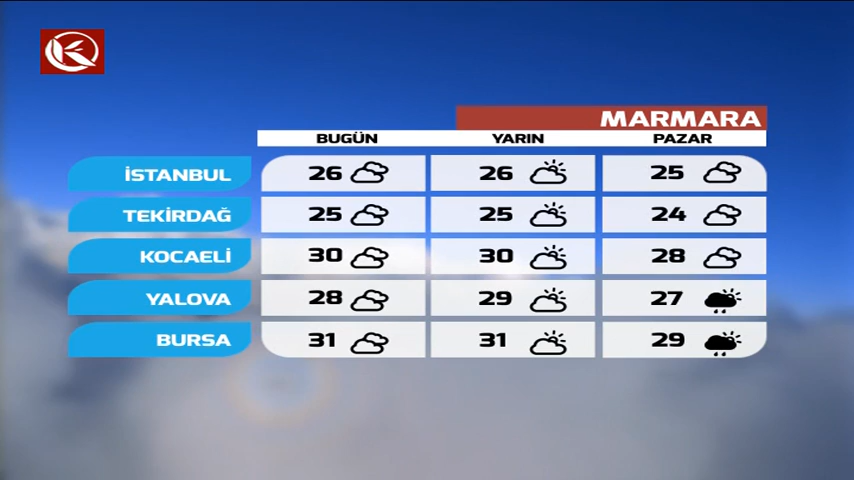 MARMARA
BUGÜN YARIN PAZAR
İSTANBUL 26 26 25
TEKİRDAĞ 25 25 24
KOCAELİ 30 30 28
YALOVA 28 29 27
BURSA 31 31 29